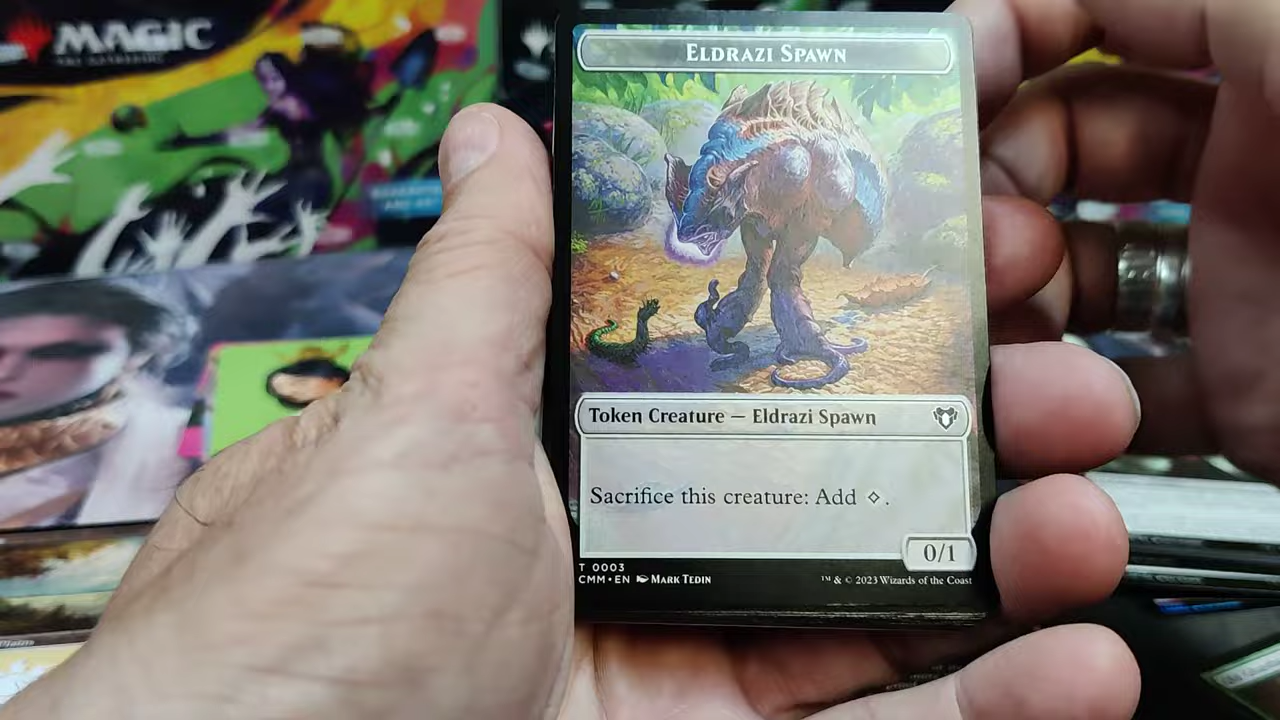 MAGIC
ELDRAZI SPAWN
Token Creature — Eldrazi Spawn
Sacrifice this creature: Add ◇.
0/1
T 0003
CMM • EN MARK TEDIN
™ & © 2023 Wizards of the Coast
Plains